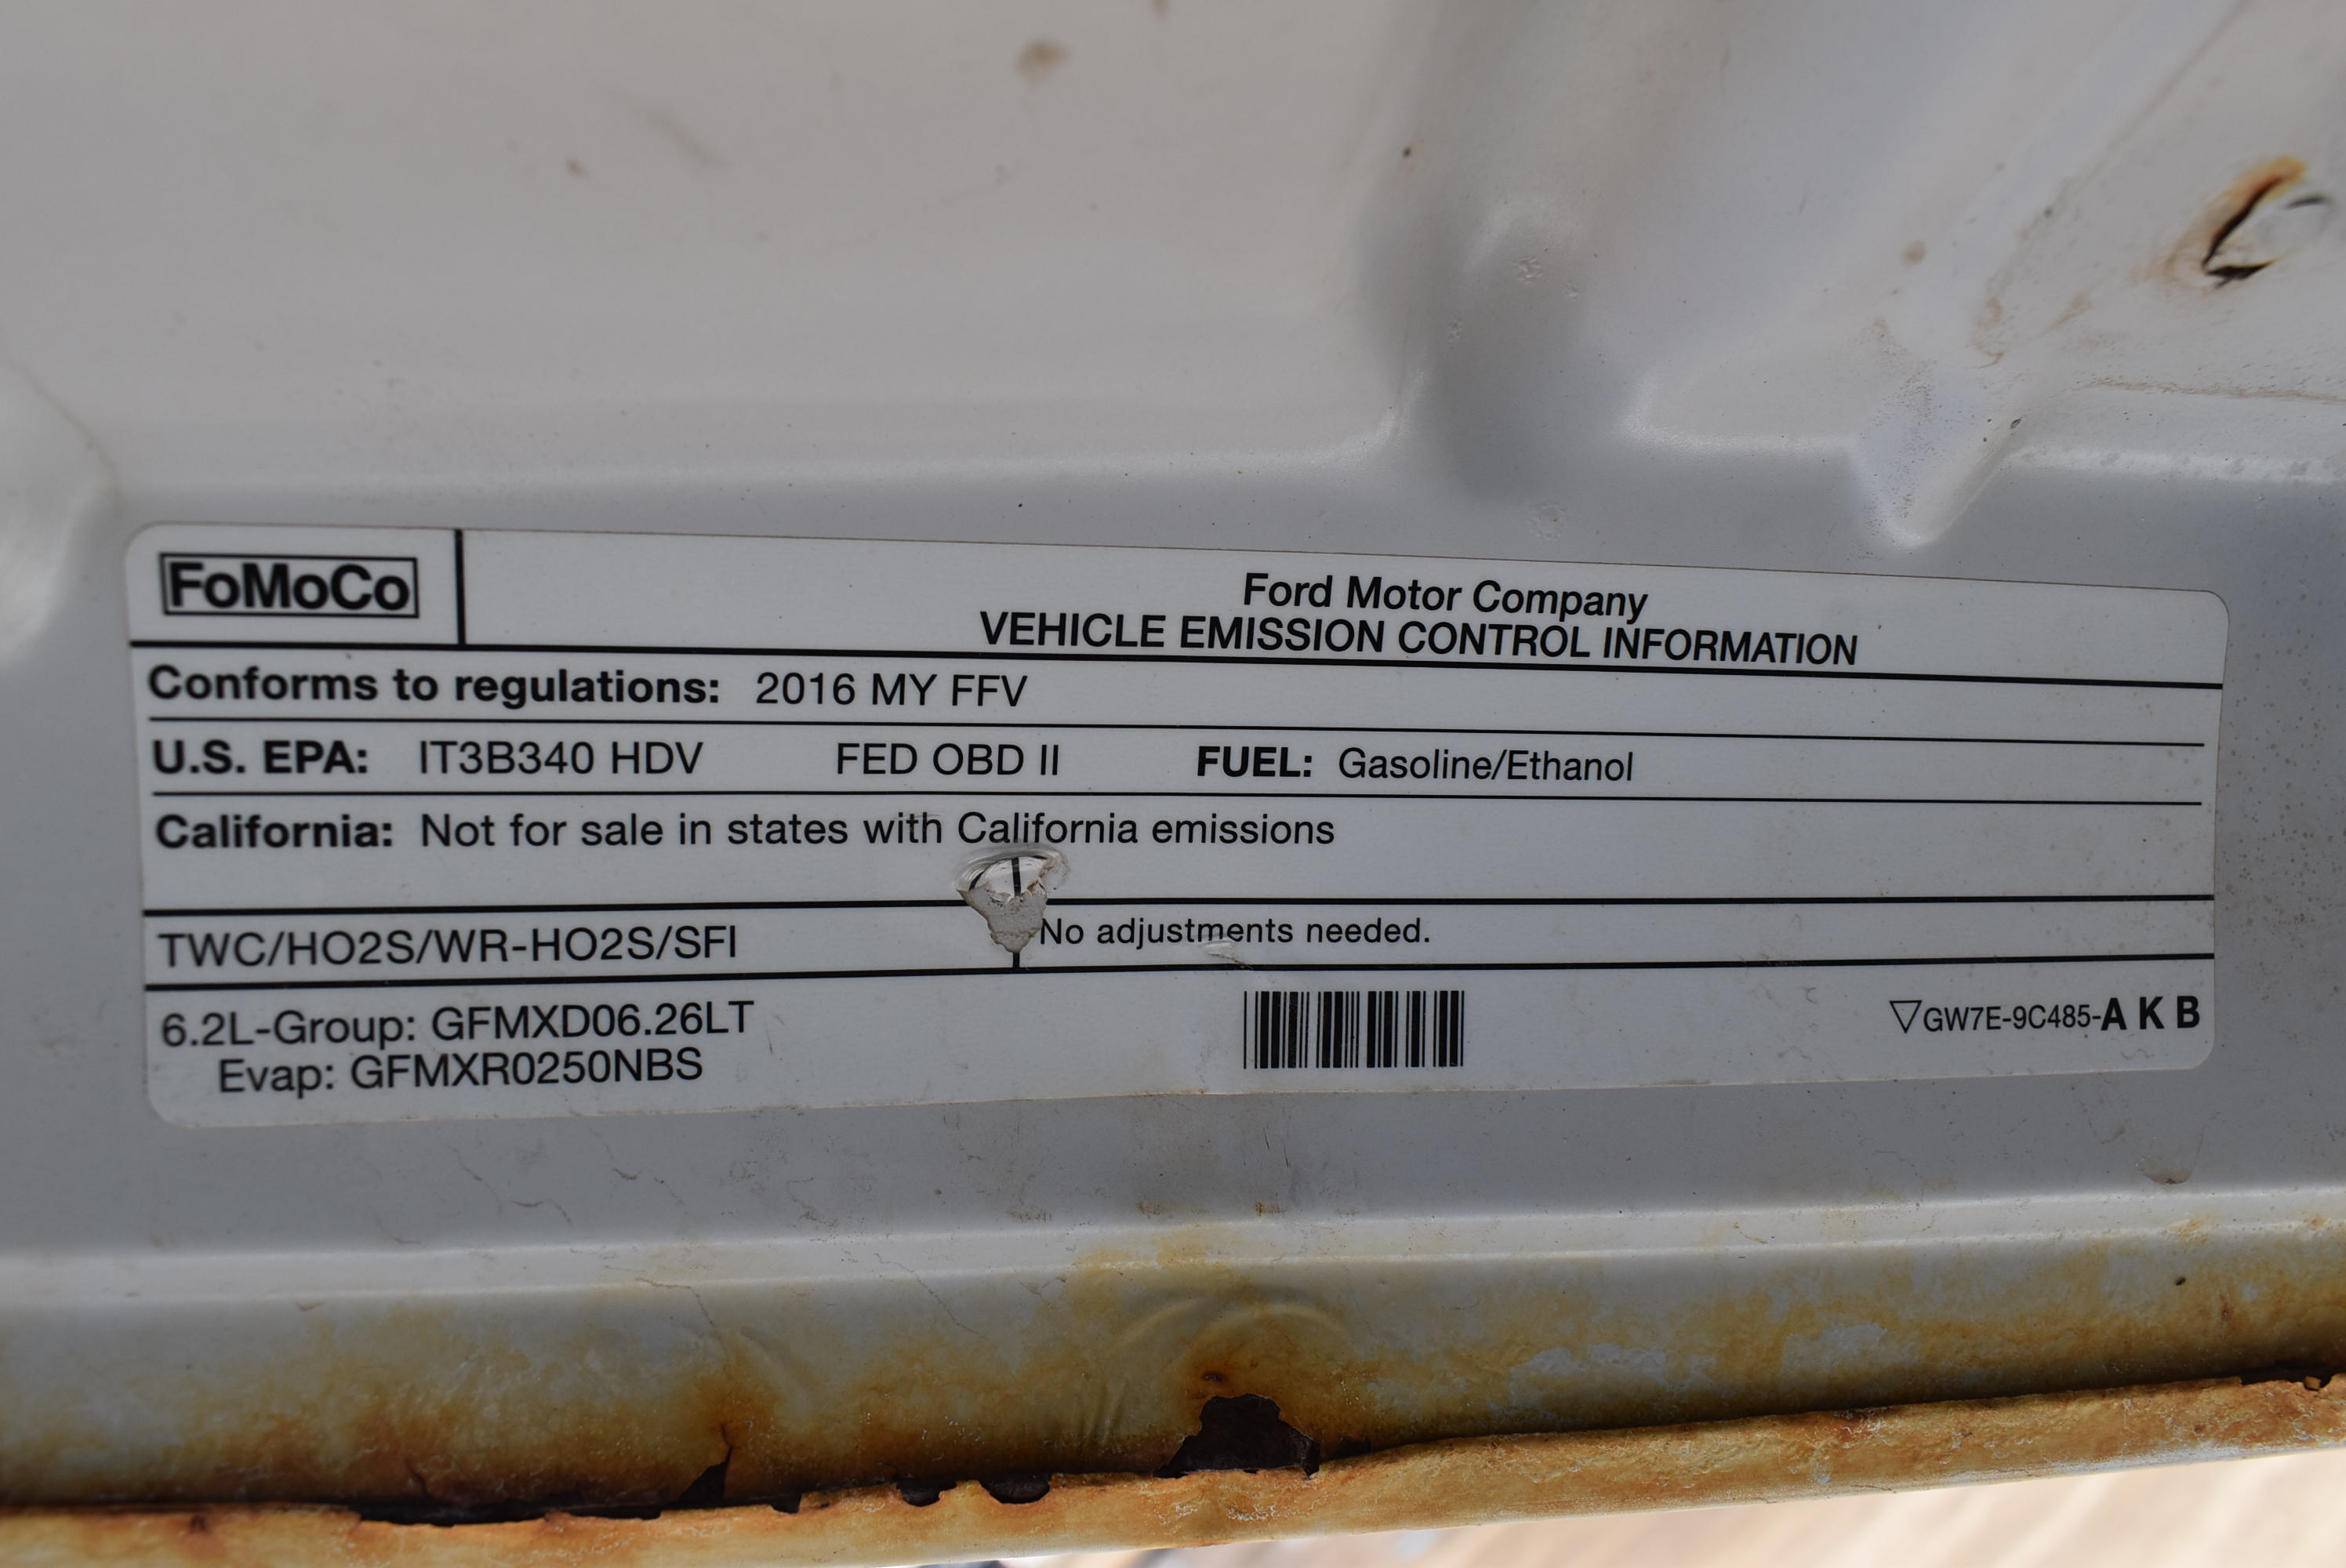 FoMoCo
Ford Motor Company
VEHICLE EMISSION CONTROL INFORMATION
Conforms to regulations: 2016 MY FFV
U.S. EPA: IT3B340 HDV FED OBD II FUEL: Gasoline/Ethanol
California: Not for sale in states with California emissions
TWC/HO2S/WR-HO2S/SFI No adjustments needed.
6.2L-Group: GFMXD06.26LT
Evap: GFMXR0250NBS
GW7E-9C485-A K B